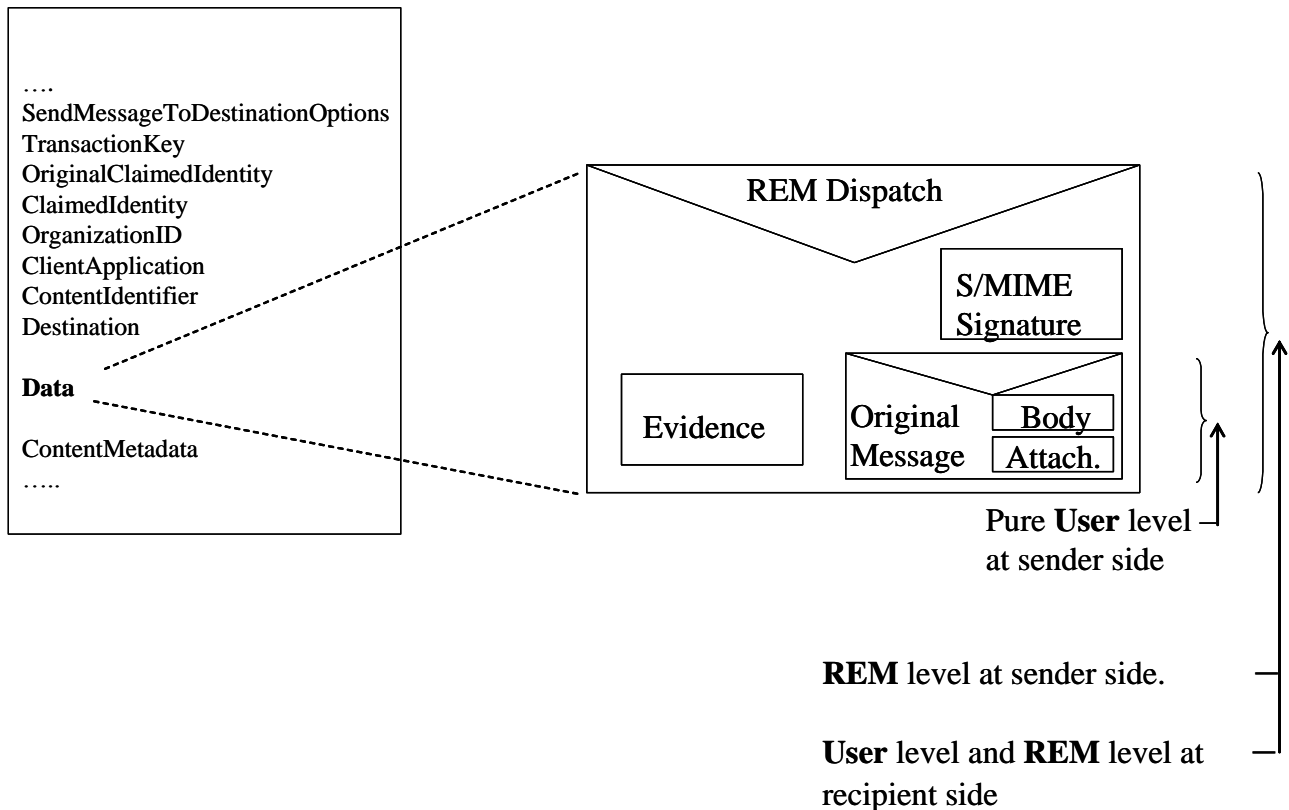 ….
SendMessageToDestinationOptions
TransactionKey
OriginalClaimedIdentity
ClaimedIdentity
OrganizationID
ClientApplication
ContentIdentifier
Destination
Data
ContentMetadata
…..
REM Dispatch
S/MIME
Signature
Evidence
Original
Message
Body
Attach.
Pure User level
at sender side
REM level at sender side.
User level and REM level at
recipient side